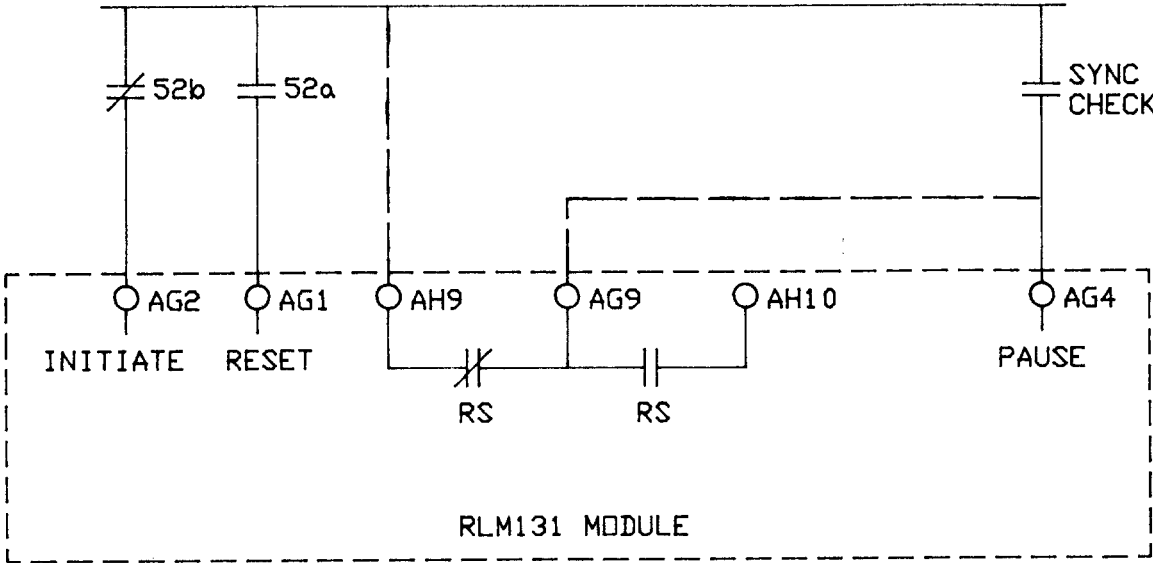 52b
52a
SYNC
CHECK
AG2
AG1
AH9
AG9
AH10
AG4
INITIATE
RESET
PAUSE
RS
RS
RLM131 MODULE